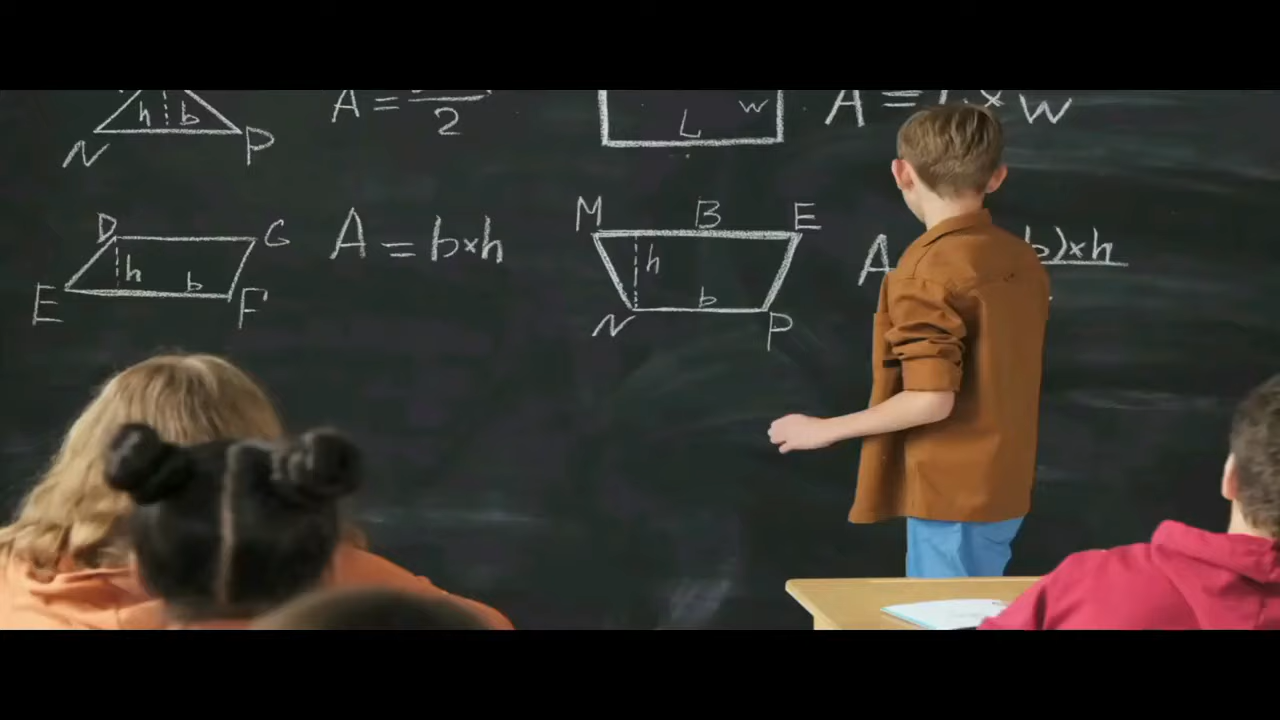 h b
A = 2
w
L
A = × w
N P
D G
h
b
E F
A = b×h
M B E
h
b
N P
A b)×h